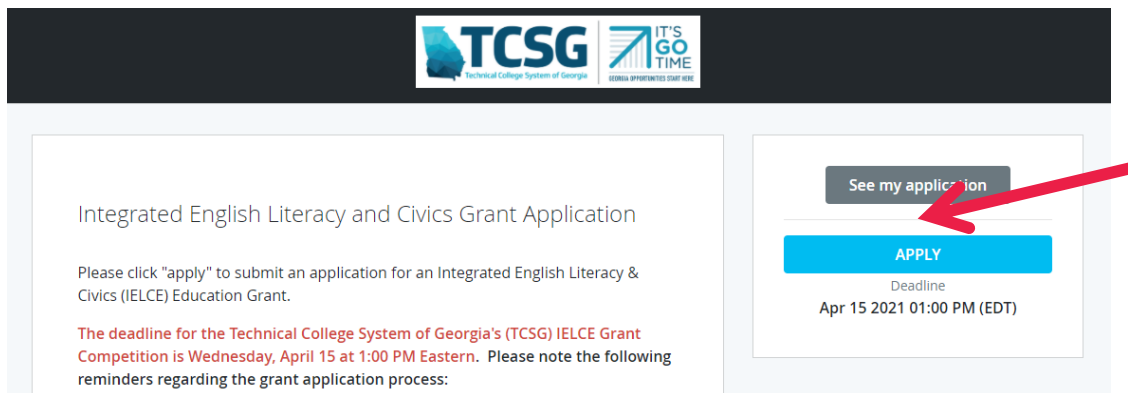 TCSG
Technical College System of Georgia
IT'S
GO
TIME
GEORGIA OPPORTUNITIES START HERE
Integrated English Literacy and Civics Grant Application
Please click "apply" to submit an application for an Integrated English Literacy &
Civics (IELCE) Education Grant.
The deadline for the Technical College System of Georgia's (TCSG) IELCE Grant
Competition is Wednesday, April 15 at 1:00 PM Eastern. Please note the following
reminders regarding the grant application process:
See my application
APPLY
Deadline
Apr 15 2021 01:00 PM (EDT)